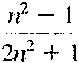 n² − 1
2n² + 1